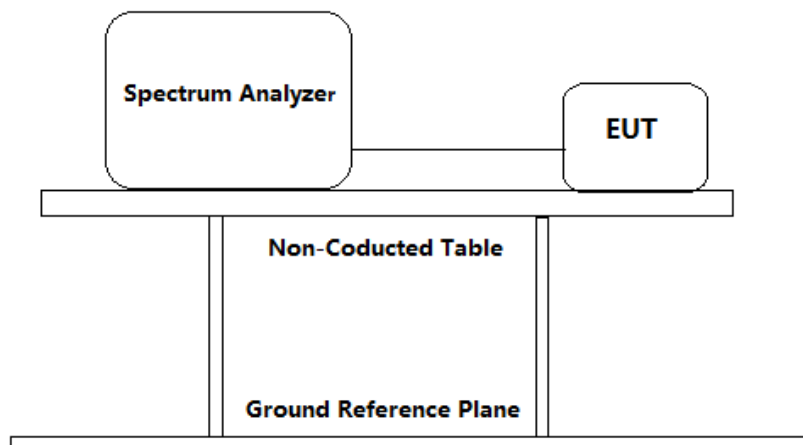 Spectrum Analyzer
EUT
Non-Coducted Table
Ground Reference Plane